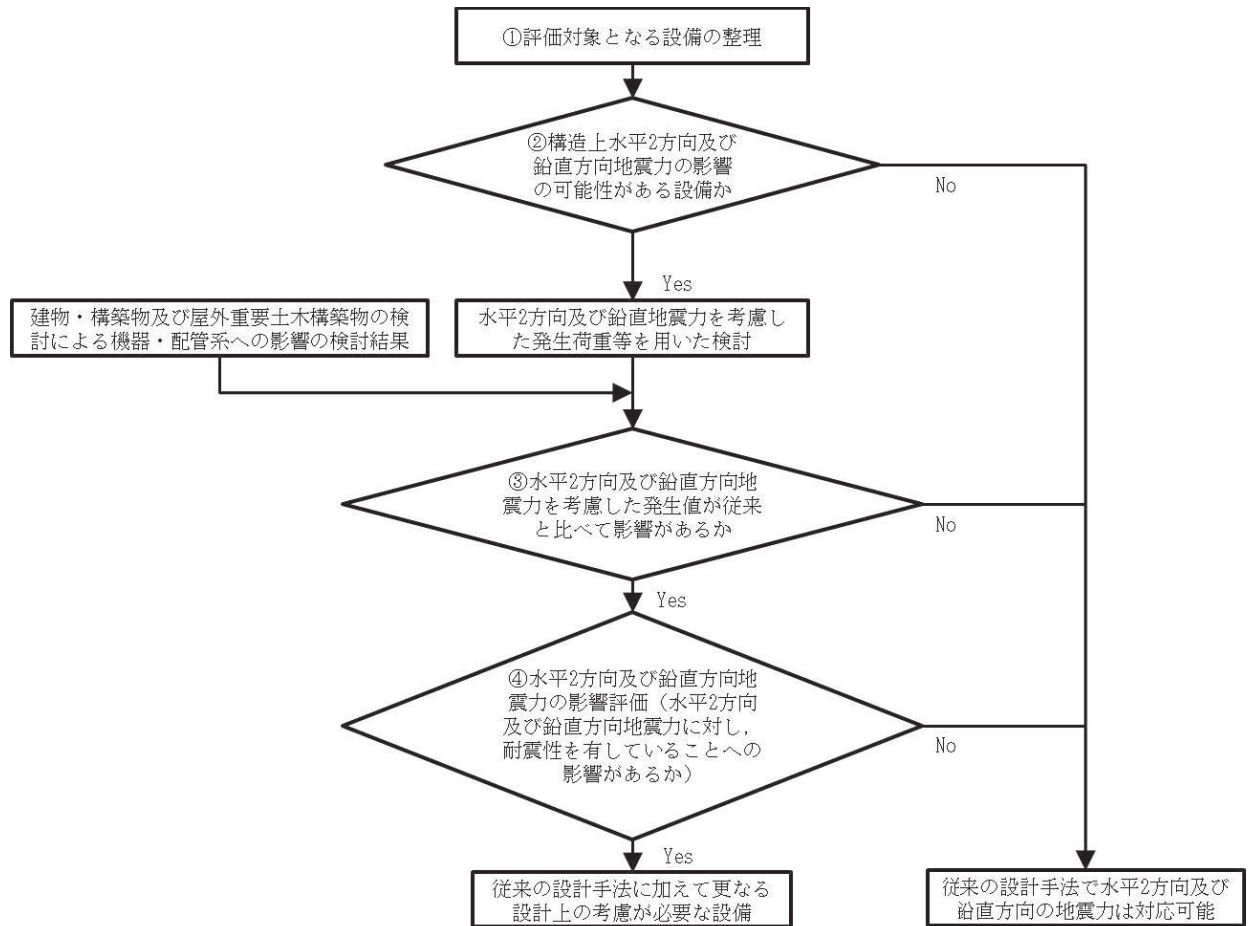 ①評価対象となる設備の整理
②構造上水平2方向及び
鉛直方向地震力の影響
の可能性がある設備か
No
Yes
建物・構築物及び屋外重要土木構築物の検
討による機器・配管系への影響の検討結果
水平2方向及び鉛直地震力を考慮し
た発生荷重等を用いた検討
③水平2方向及び鉛直方向地
震力を考慮した発生値が従来
と比べて影響があるか
No
Yes
④水平2方向及び鉛直方向地
震力の影響評価（水平2方向
及び鉛直方向地震力に対し，
耐震性を有していることへの
影響があるか）
No
Yes
従来の設計手法に加えて更なる
設計上の考慮が必要な設備
従来の設計手法で水平2方向及び
鉛直方向の地震力は対応可能